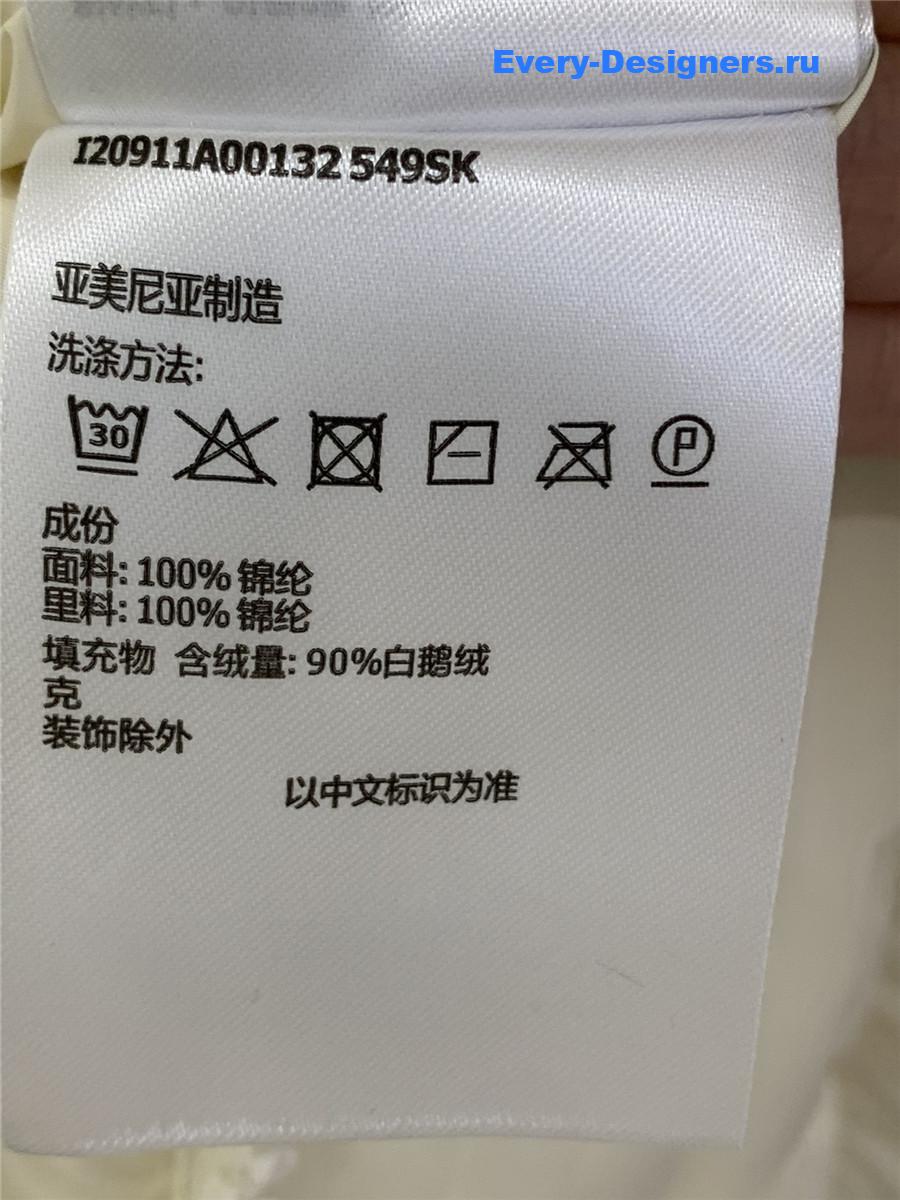 Every-Designers.ru
I20911A00132 549SK
亚美尼亚制造
洗涤方法:
30
P
成份
面料: 100% 锦纶
里料: 100% 锦纶
填充物 含绒量: 90%白鹅绒
克
装饰除外
以中文标识为准